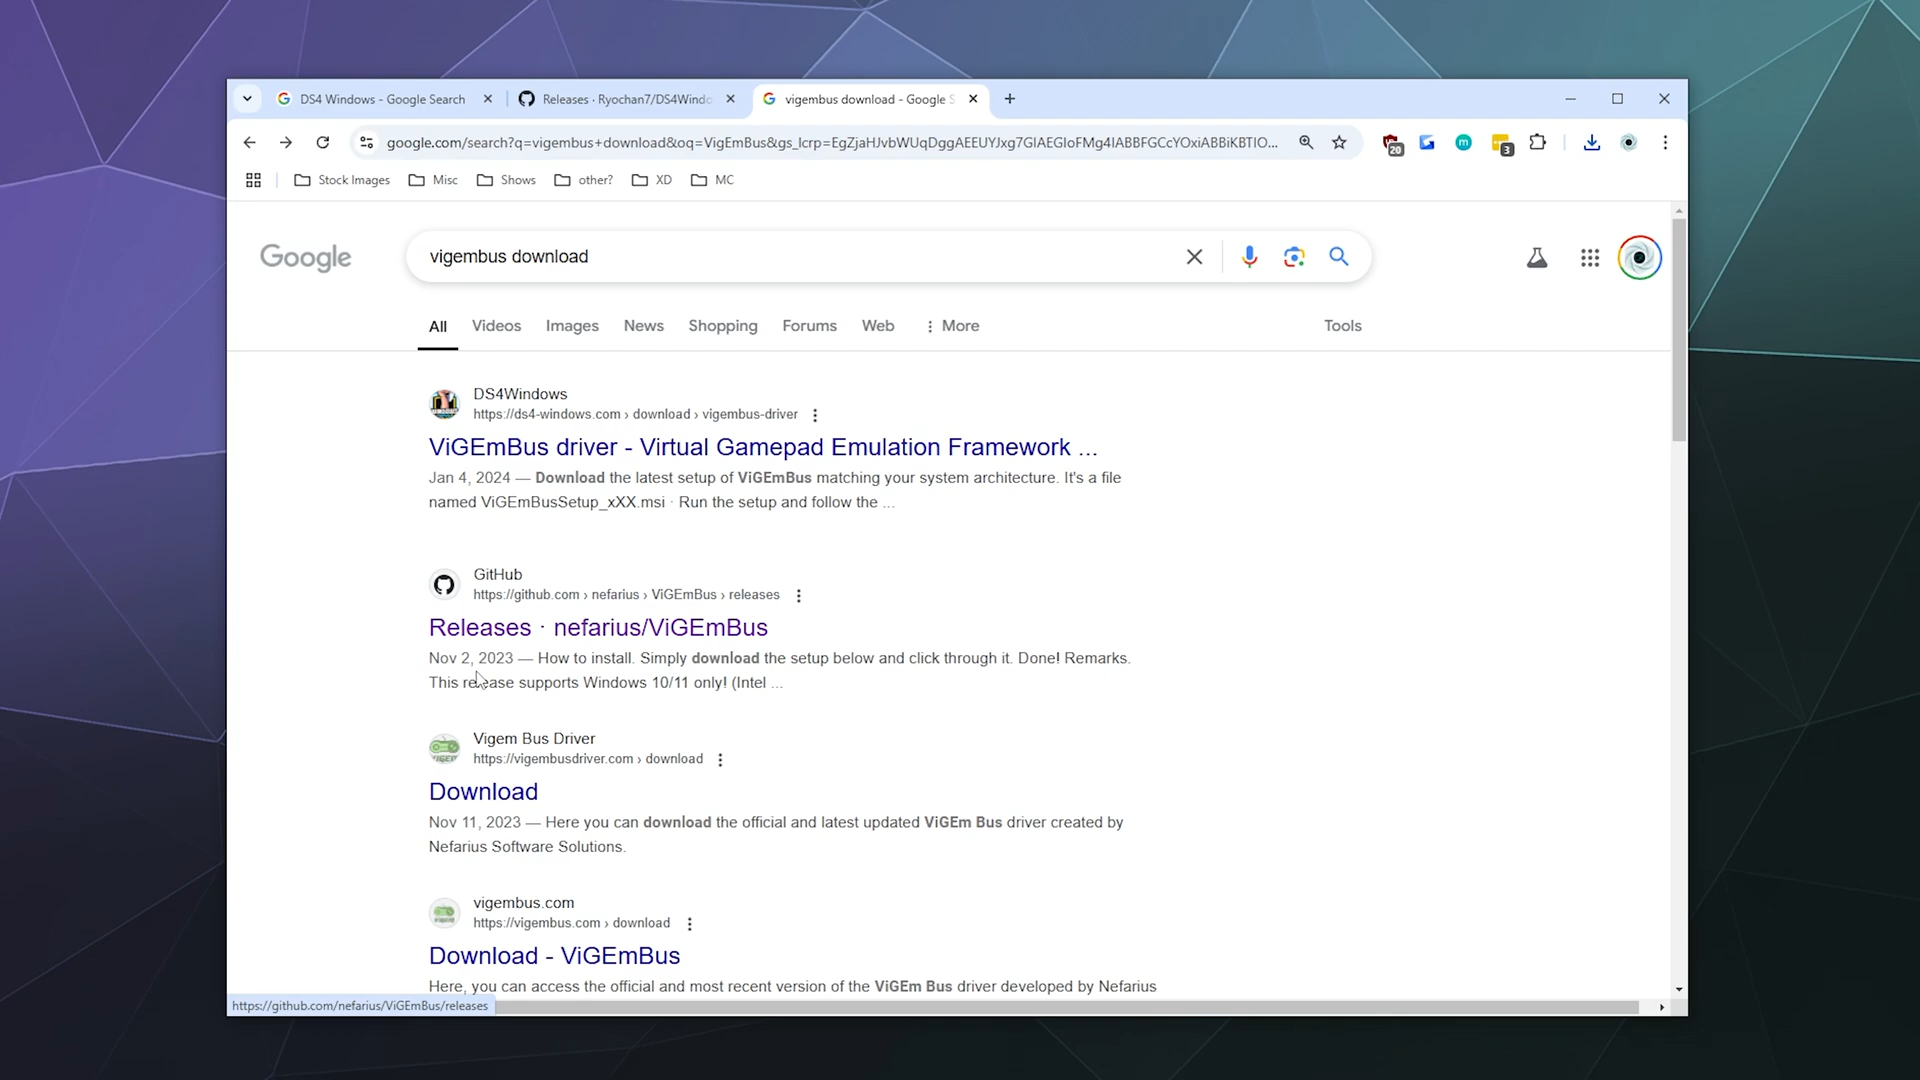 DS4 Windows - Google Search
Releases · Ryochan7/DS4Windo
vigembus download - Google S
google.com/search?q=vigembus+download&oq=VigEmBus&gs_lcrp=EgZjaHJvbWUqDggAEEUYJxg7GIAEGIoFMg4IABBFGCcYOxiABBiKBTIO...
20
m
3
Stock Images
Misc
Shows
other?
XD
MC
Google
vigembus download
All
Videos
Images
News
Shopping
Forums
Web
More
Tools
DS4Windows
https://ds4-windows.com › download › vigembus-driver
ViGEmBus driver - Virtual Gamepad Emulation Framework ...
Jan 4, 2024 — Download the latest setup of ViGEmBus matching your system architecture. It's a file
named ViGEmBusSetup_xXX.msi · Run the setup and follow the ...
GitHub
https://github.com › nefarius › ViGEmBus › releases
Releases · nefarius/ViGEmBus
Nov 2, 2023 — How to install. Simply download the setup below and click through it. Done! Remarks.
This release supports Windows 10/11 only! (Intel ...
Vigem Bus Driver
https://vigembusdriver.com › download
Download
Nov 11, 2023 — Here you can download the official and latest updated ViGEm Bus driver created by
Nefarius Software Solutions.
vigembus.com
https://vigembus.com › download
Download - ViGEmBus
Here, you can access the official and most recent version of the ViGEm Bus driver developed by Nefarius
https://github.com/nefarius/ViGEmBus/releases